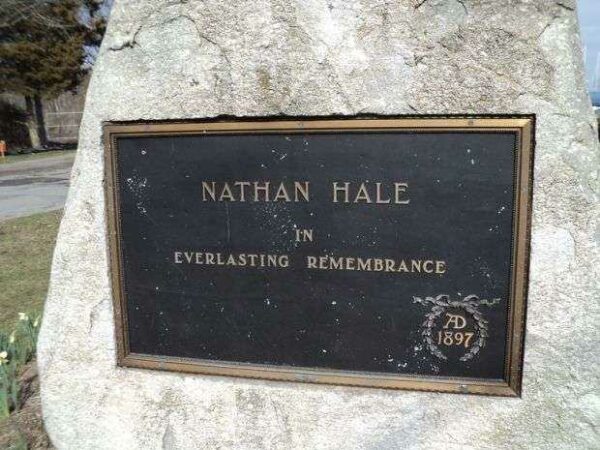 NATHAN HALE
IN
EVERLASTING REMEMBRANCE
AD
1897